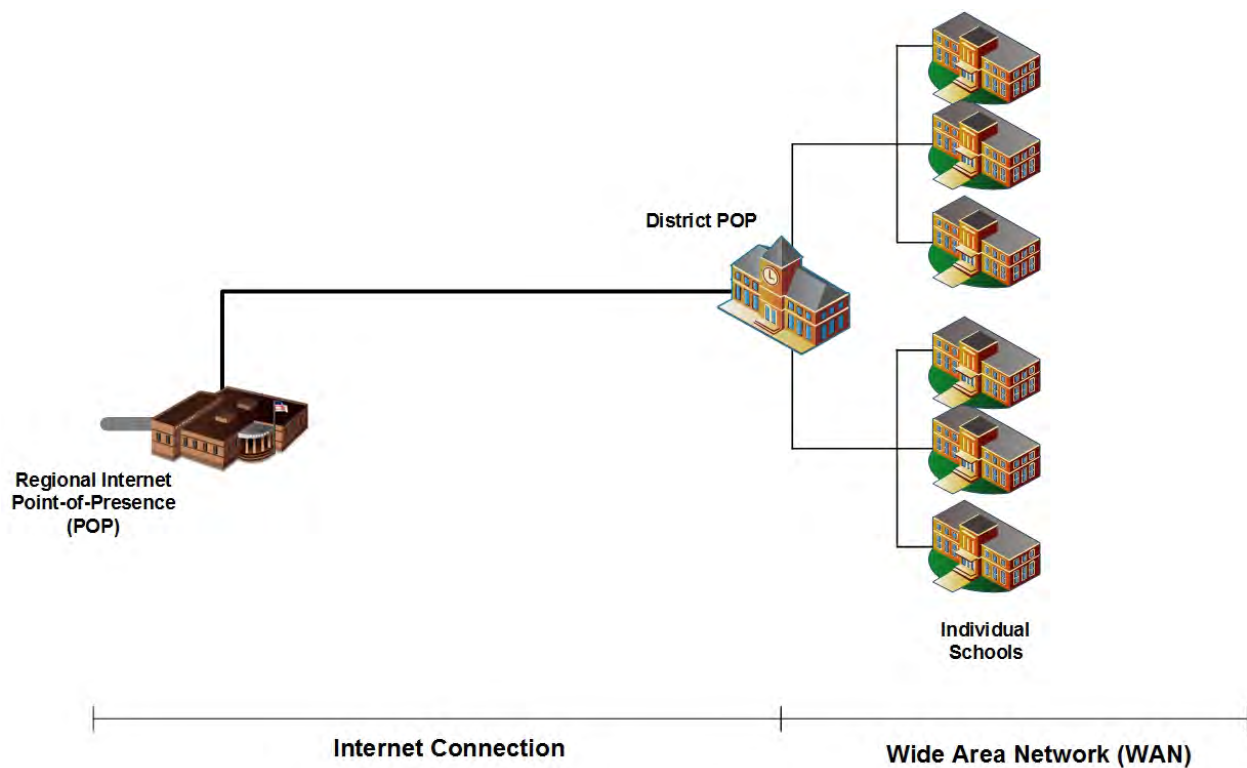 District POP
Regional Internet
Point-of-Presence
(POP)
Individual
Schools
Internet Connection
Wide Area Network (WAN)